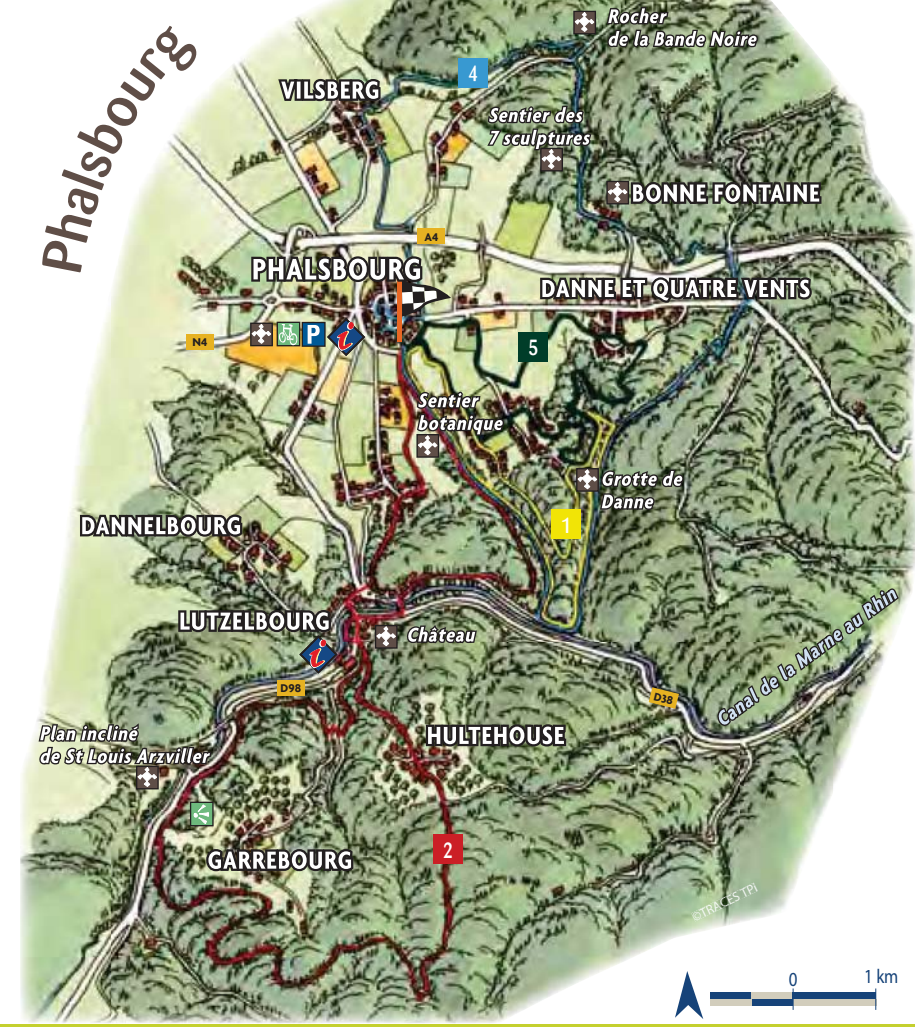 Phalsbourg
Rocher
de la Bande Noire
4
VILSBERG
Sentier des
7 sculptures
BONNE FONTAINE
A4
PHALSBOURG
DANNE ET QUATRE VENTS
N4
P
i
5
Sentier
botanique
Grotte de
Danne
1
DANNELBOURG
LUTZELBOURG
i
Château
Canal de la Marne au Rhin
D98
D38
Plan incliné
de St Louis Arzviller
HULTEHOUSE
GARREBOURG
2
©TRACÉS TPI
0
1 km